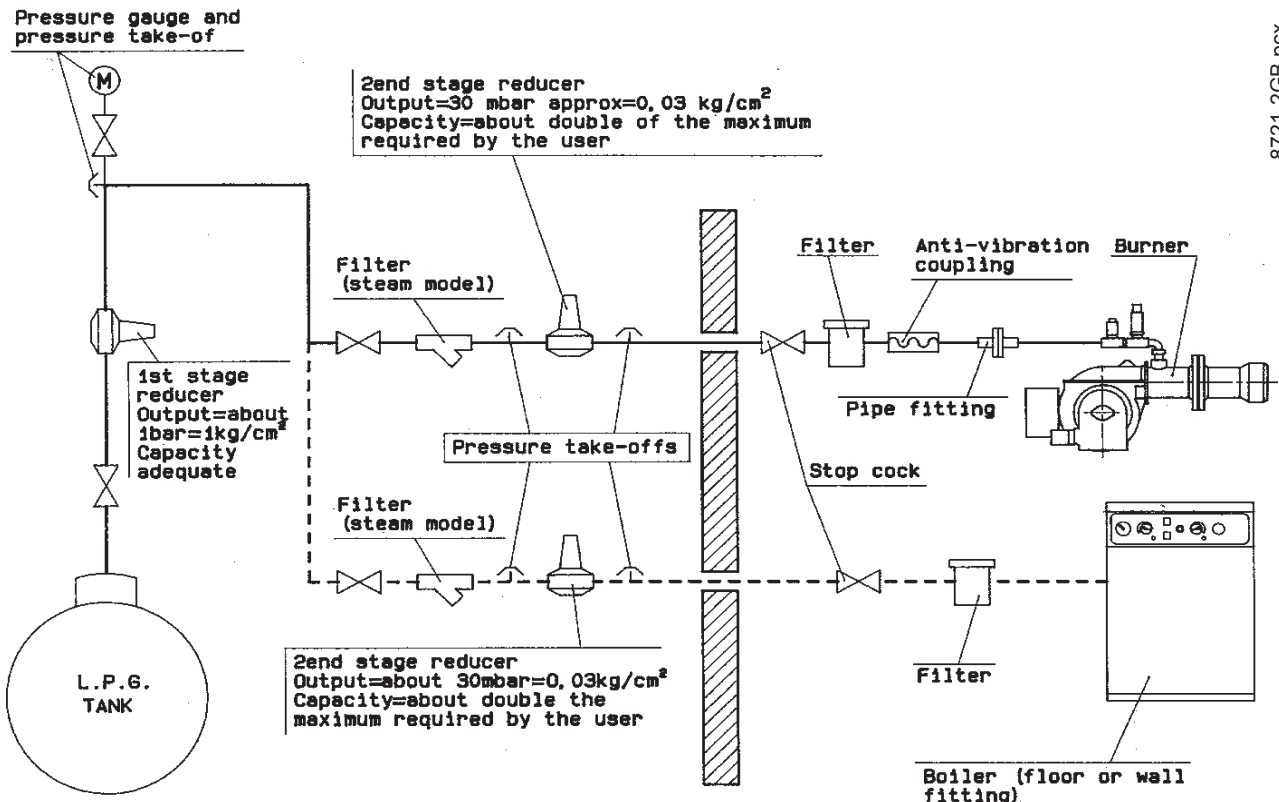 Pressure gauge and
pressure take-of
M
2end stage reducer
Output=30 mbar approx=0,03 kg/cm²
Capacity=about double of the maximum
required by the user
8721 2GB.pcx
Filter
(steam model)
Filter
Anti-vibration
coupling
Burner
1st stage
reducer
Output=about
1bar=1kg/cm²
Capacity
adequate
Pipe fitting
Pressure take-offs
Stop cock
Filter
(steam model)
2end stage reducer
Output=about 30mbar=0,03kg/cm²
Capacity=about double the
maximum required by the user
L.P.G.
TANK
Filter
Boiler (floor or wall
fitting)